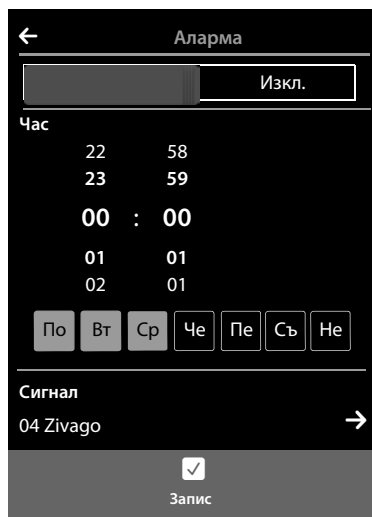 Аларма
Изкл.
Час
22 58
23 59
00 : 00
01 01
02 01
По Вт Ср Че Пе Съ Не
Сигнал
04 Zivago
Запис